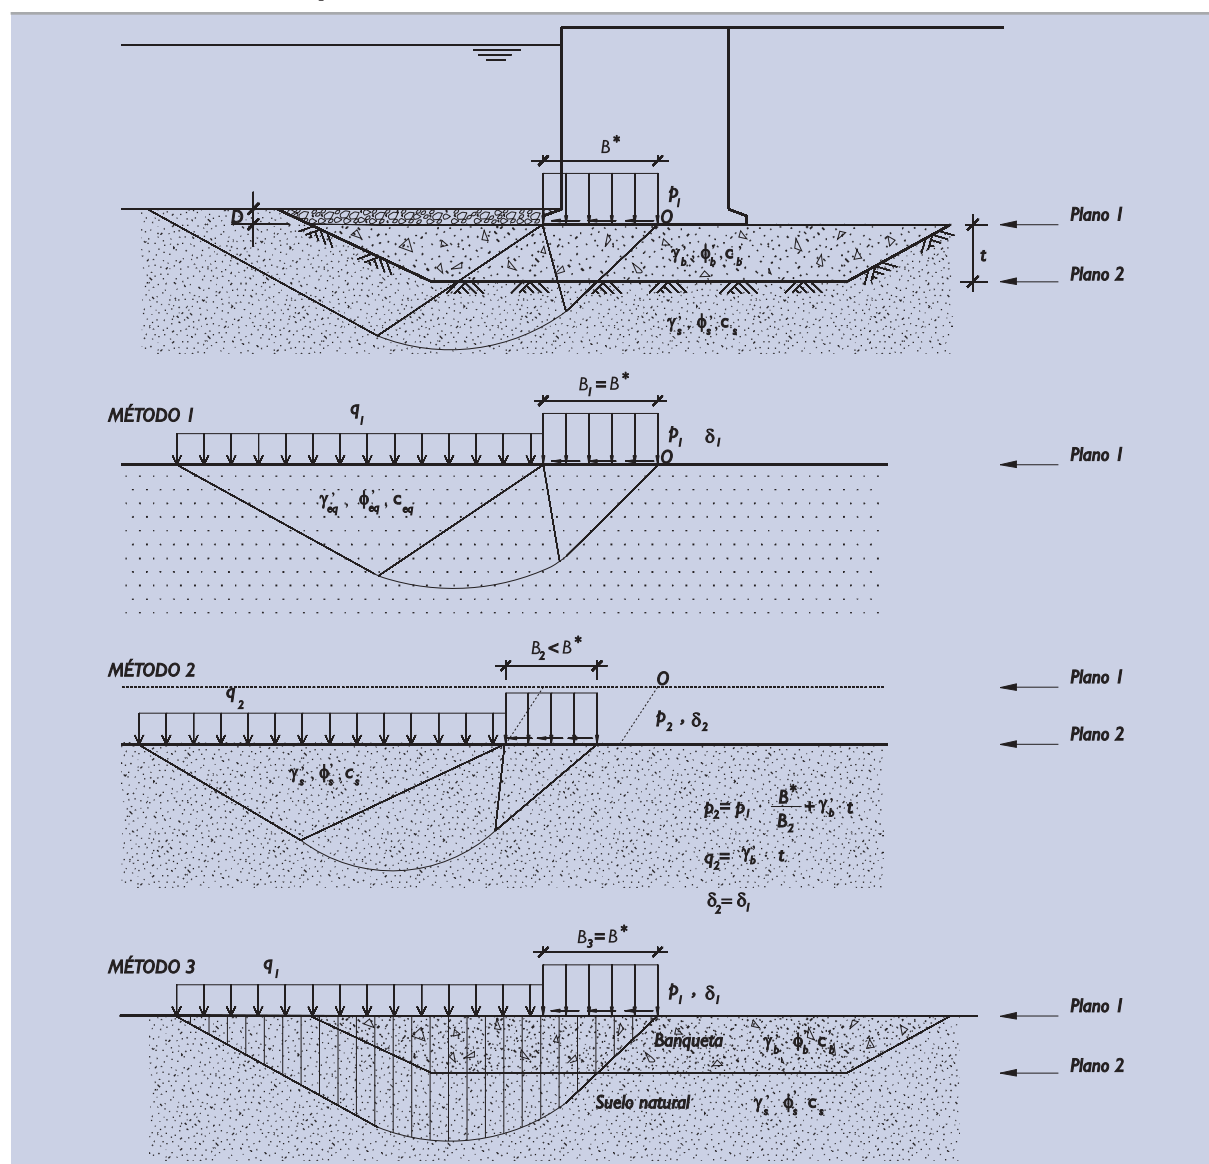 B*
p₁
O
D
Plano 1
γ'b, ϕ'b, c'b
t
Plano 2
γ's, ϕ's, cs
B₁=B*
MÉTODO 1
q₁
p₁ δ₁
O
Plano 1
γ'eq, ϕ'eq, ceq
B₂<B*
MÉTODO 2
O
Plano 1
q₂
p₂, δ₂
Plano 2
γ's, ϕ's, cs
p₂= p₁ B*/B₂ + γ'b t
q₂= γ'b · t
δ₂=δ₁
B₃=B*
MÉTODO 3
q₁
p₁, δ₁
Plano 1
Banqueta γ'b ϕ'b c'b
Plano 2
Suelo natural γ's ϕ's cs